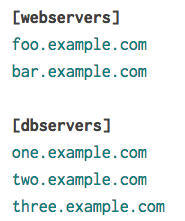 [webservers]
foo.example.com
bar.example.com

[dbservers]
one.example.com
two.example.com
three.example.com